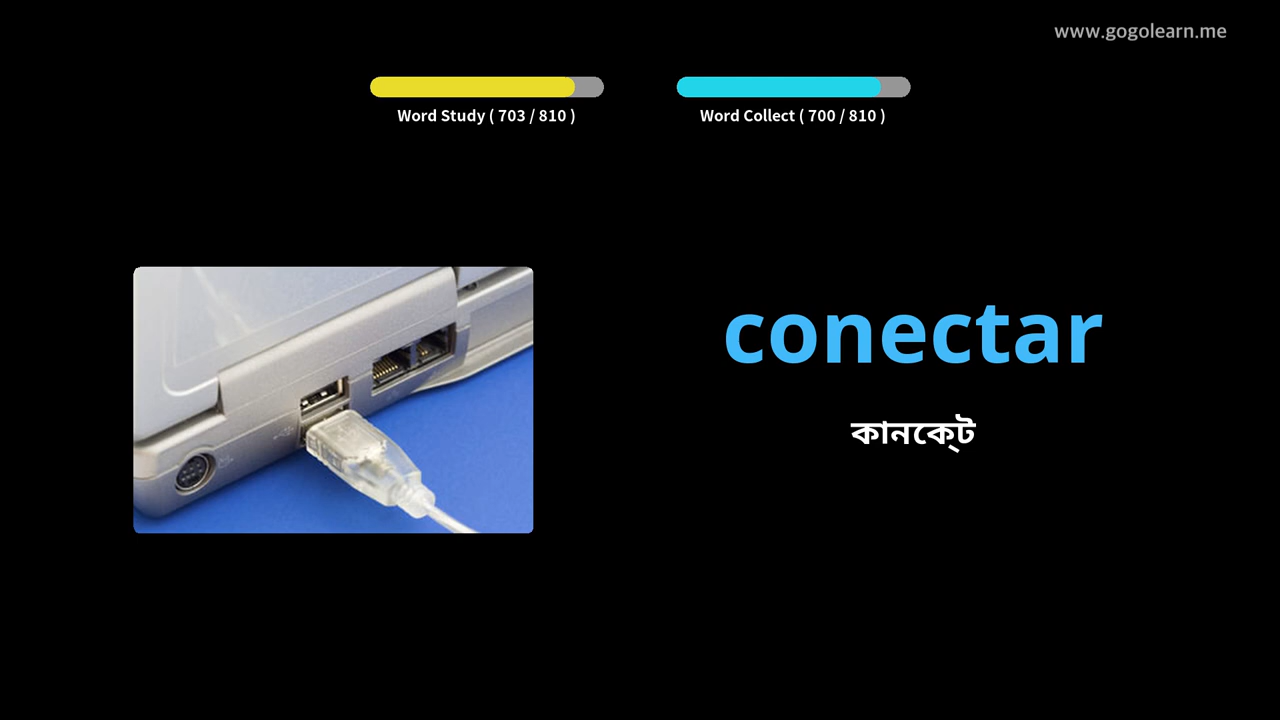 www.gogolearn.me
Word Study ( 703 / 810 )
Word Collect ( 700 / 810 )
conectar
কানেক্ট